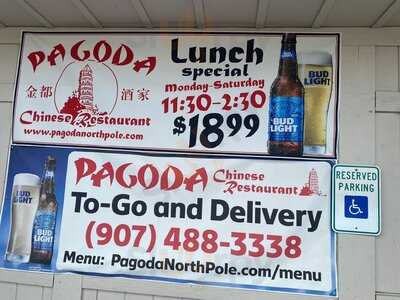 PAGODA
金都 酒家
Chinese Restaurant
www.pagodanorthpole.com
Lunch
special
Monday-Saturday
11:30-2:30
$18.99
BUD
LIGHT
BUD
LIGHT
PAGODA Chinese
Restaurant
To-Go and Delivery
(907) 488-3338
Menu: PagodaNorthPole.com/menu
BUD
LIGHT
BUD
LIGHT
RESERVED
PARKING